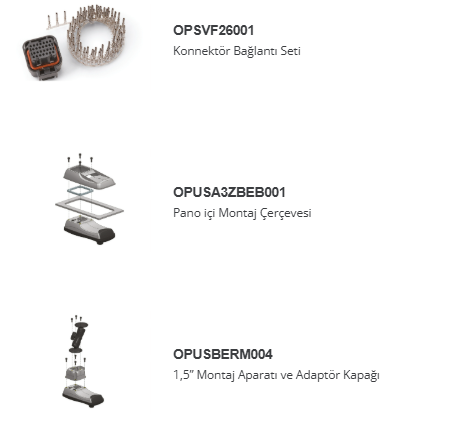 OPSVF26001
Konnektör Bağlantı Seti
OPUSA3ZBEB001
Pano içi Montaj Çerçevesi
OPUSBERM004
1,5” Montaj Aparatı ve Adaptör Kapağı